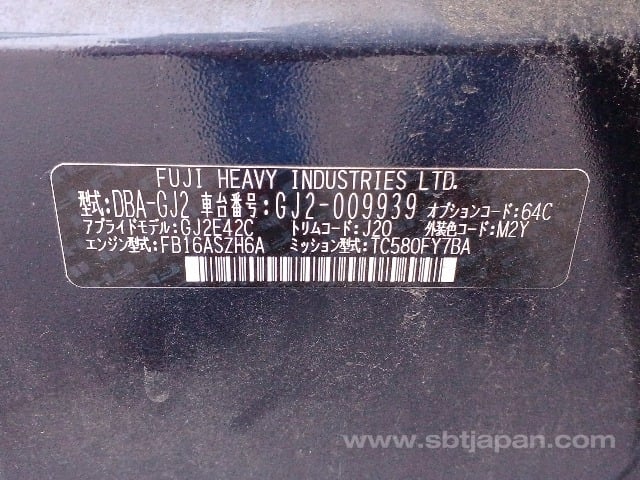 FUJI HEAVY INDUSTRIES LTD.
型式:DBA-GJ2 車台番号:GJ2-009939 オプションコード:64C
アプライドモデル:GJ2E42C トリムコード:J20 外装色コード:M2Y
エンジン型式:FB16ASZH6A ミッション型式:TC580FY7BA
www.sbtjapan.com